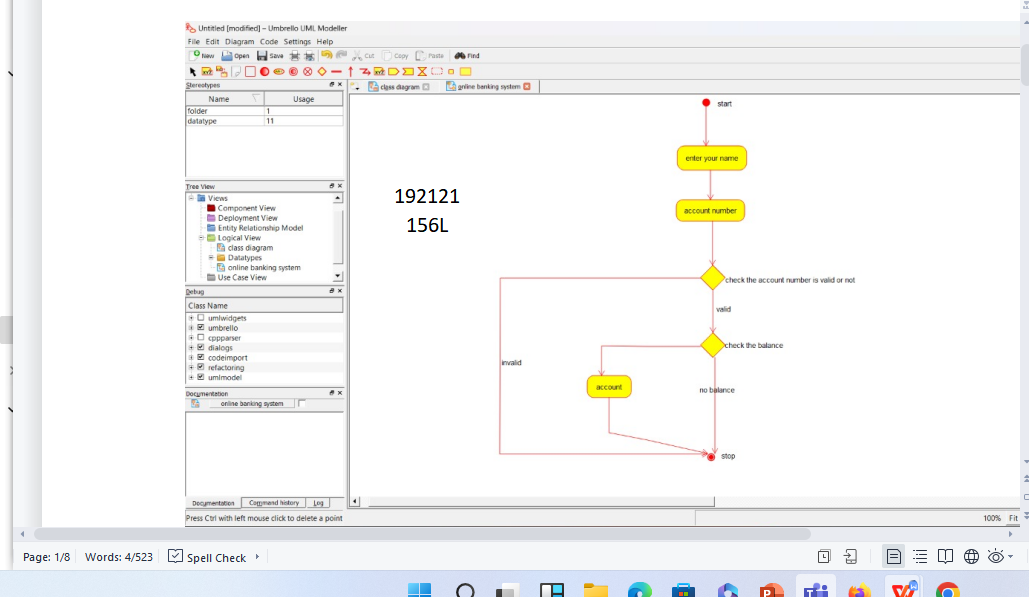 Untitled [modified] – Umbrello UML Modeller
File Edit Diagram Code Settings Help
New Open Save Cut Copy Paste Find
Stereotypes
class diagram online banking system
Name Usage
folder 1
datatype 11
Tree View
Views
Component View
Deployment View
Entity Relationship Model
Logical View
class diagram
Datatypes
online banking system
Use Case View
Debug
Class Name
umlwidgets
umbrello
cppparser
dialogs
codeimport
refactoring
umlmodel
Documentation
online banking system
Documentation Command history Log
Press Ctrl with left mouse click to delete a point
192121
156L
start
enter your name
account number
check the account number is valid or not
valid
check the balance
invalid
account
no balance
stop
100% Fit
Page: 1/8 Words: 4/523 Spell Check